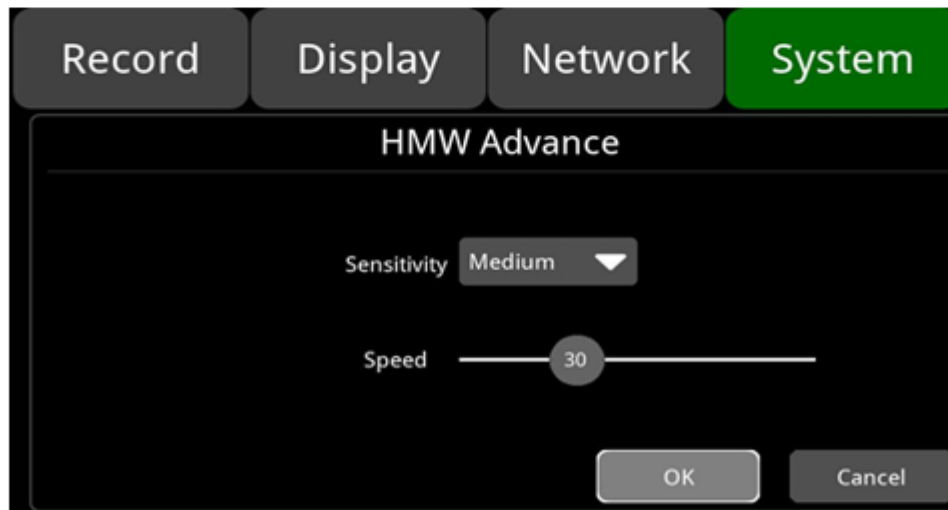 Record Display Network System
HMW Advance
Sensitivity Medium
Speed 30
OK Cancel